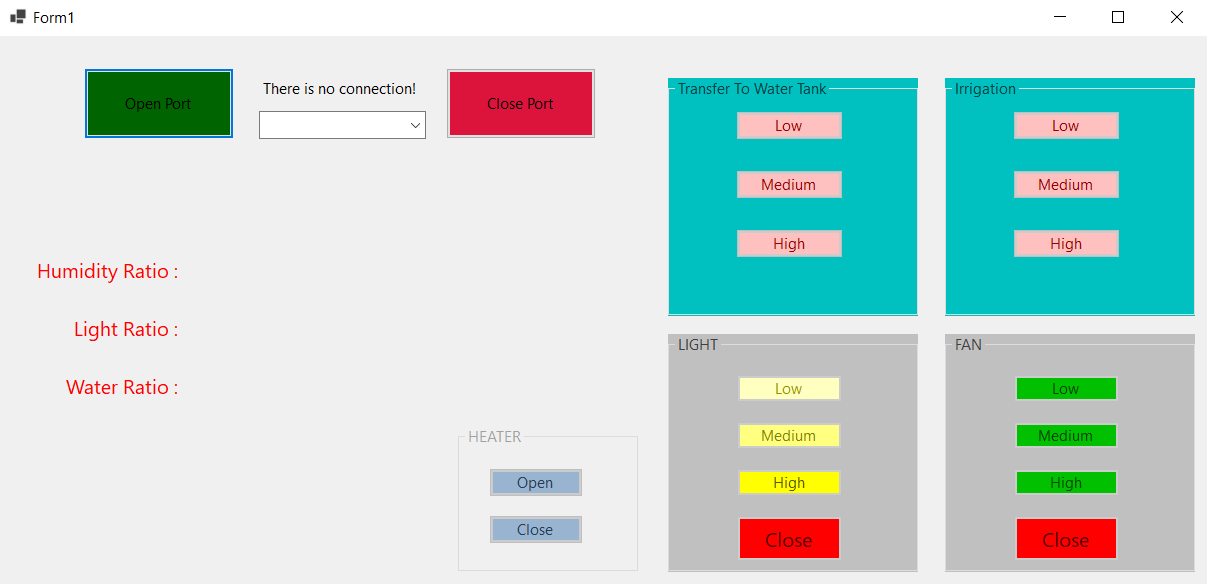 Form1
Open Port
There is no connection!
Close Port
Humidity Ratio :
Light Ratio :
Water Ratio :
HEATER
Open
Close
Transfer To Water Tank
Low
Medium
High
Irrigation
Low
Medium
High
LIGHT
Low
Medium
High
Close
FAN
Low
Medium
High
Close